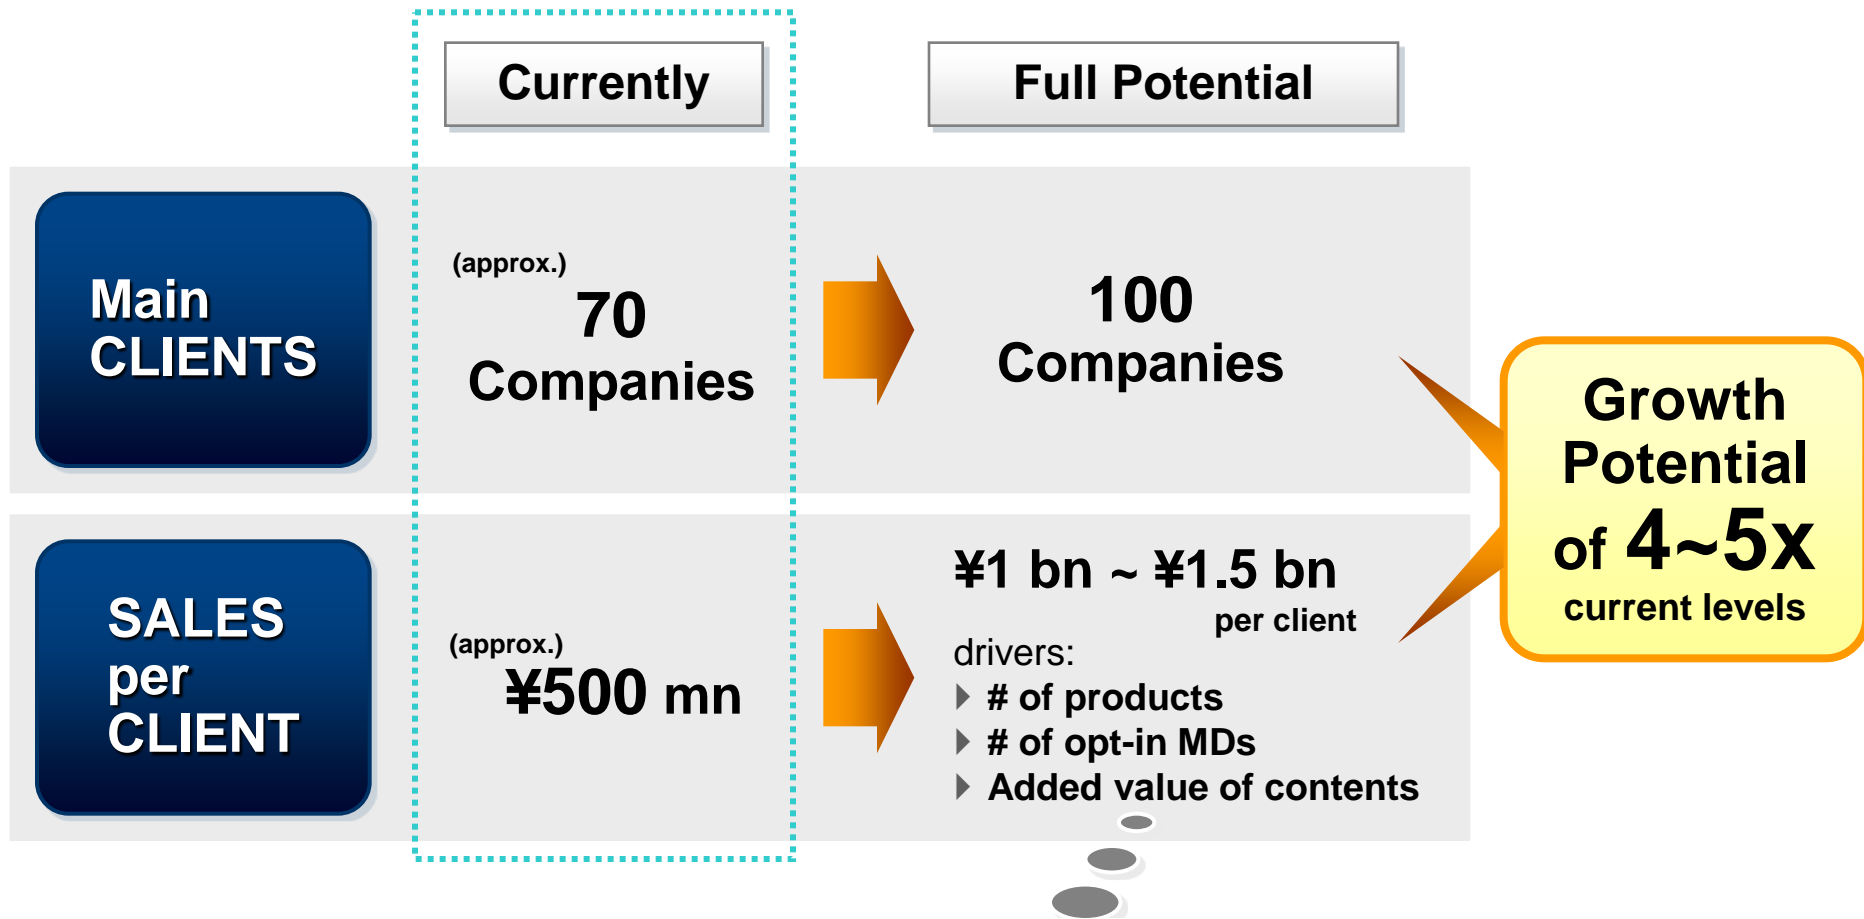 Currently
Full Potential
Main
CLIENTS
(approx.)
70
Companies
100
Companies
SALES
per
CLIENT
(approx.)
¥500 mn
¥1 bn ~ ¥1.5 bn
per client
drivers:
# of products
# of opt-in MDs
Added value of contents
Growth
Potential
of 4~5x
current levels